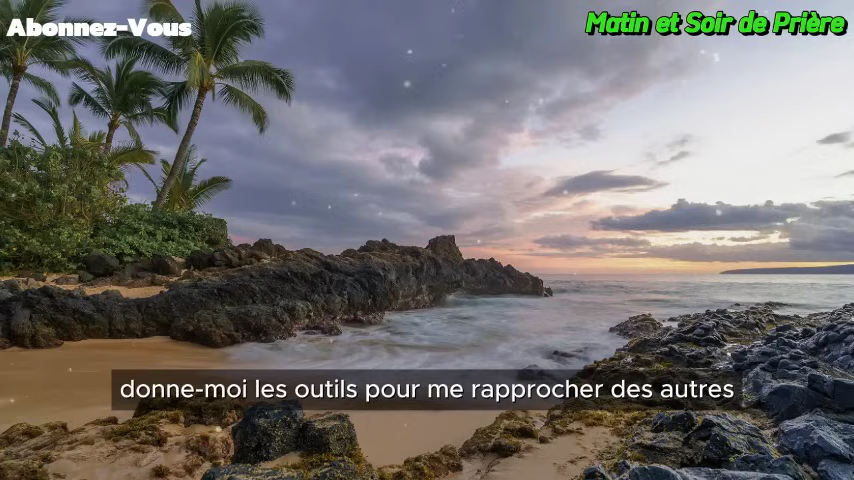 Abonnez-Vous
Matin et Soir de Prière
donne-moi les outils pour me rapprocher des autres